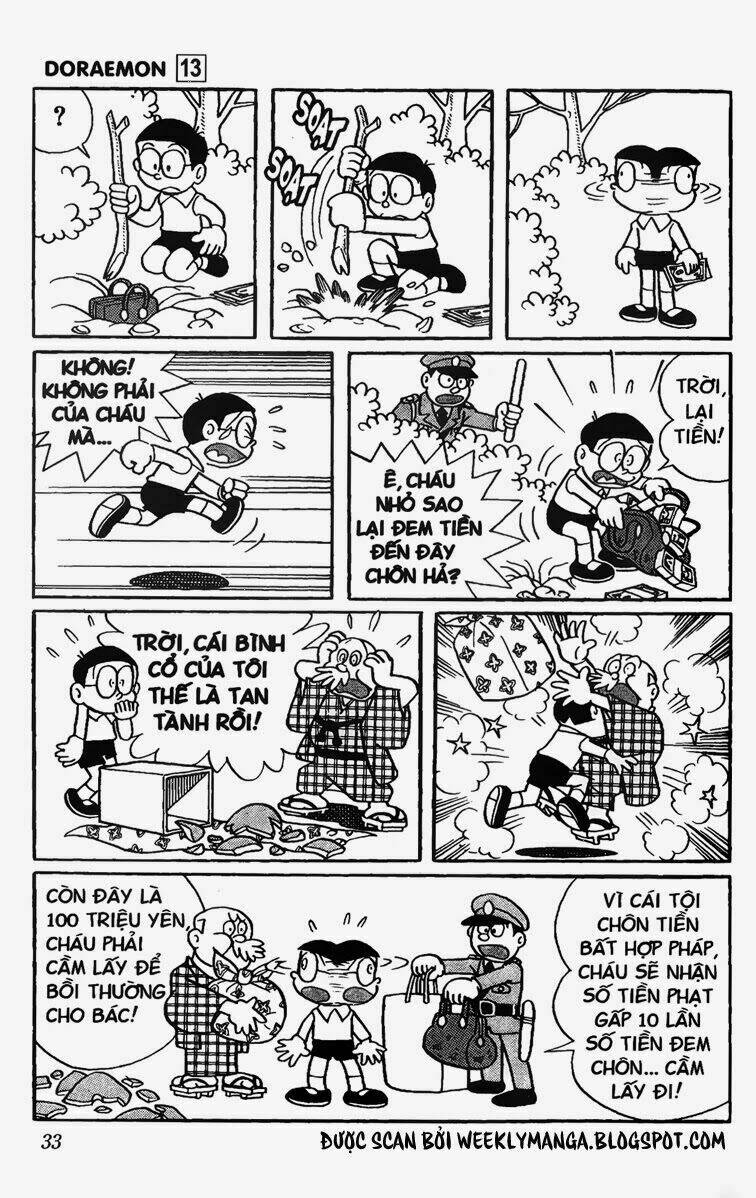 DORAEMON 13
SOẠT
SOẠT
?
TRỜI,
LẠI
TIỀN!
Ê, CHÁU
NHỎ SAO
LẠI ĐEM TIỀN
ĐẾN ĐÂY
CHÔN HẢ?
KHÔNG!
KHÔNG PHẢI
CỦA CHÁU
MÀ...
TRỜI, CÁI BÌNH
CỔ CỦA TÔI
THẾ LÀ TAN
TÀNH RỒI!
VÌ CÁI TỘI
CHÔN TIỀN
BẤT HỢP PHÁP,
CHÁU SẼ NHẬN
SỐ TIỀN PHẠT
GẤP 10 LẦN
SỐ TIỀN ĐEM
CHÔN... CẦM
LẤY ĐI!
CÒN ĐÂY LÀ
100 TRIỆU YÊN,
CHÁU PHẢI
CẦM LẤY ĐỂ
BỒI THƯỜNG
CHO BÁC!
33
ĐƯỢC SCAN BỞI WEEKLYMANGA.BLOGSPOT.COM